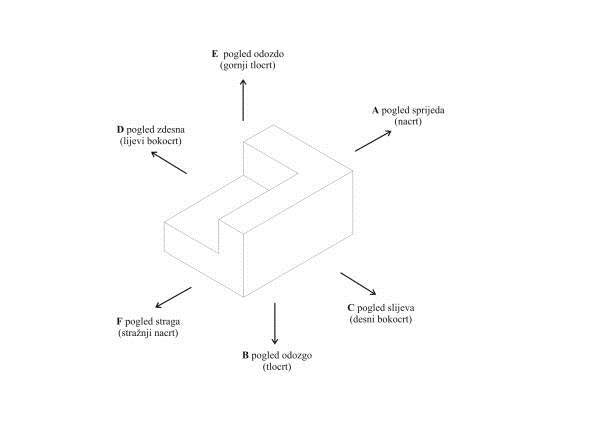 E pogled odozdo
(gornji tlocrt)
A pogled sprijeda
(nacrt)
D pogled zdesna
(lijevi bokocrt)
C pogled slijeva
(desni bokocrt)
F pogled straga
(stražnji nacrt)
B pogled odozgo
(tlocrt)